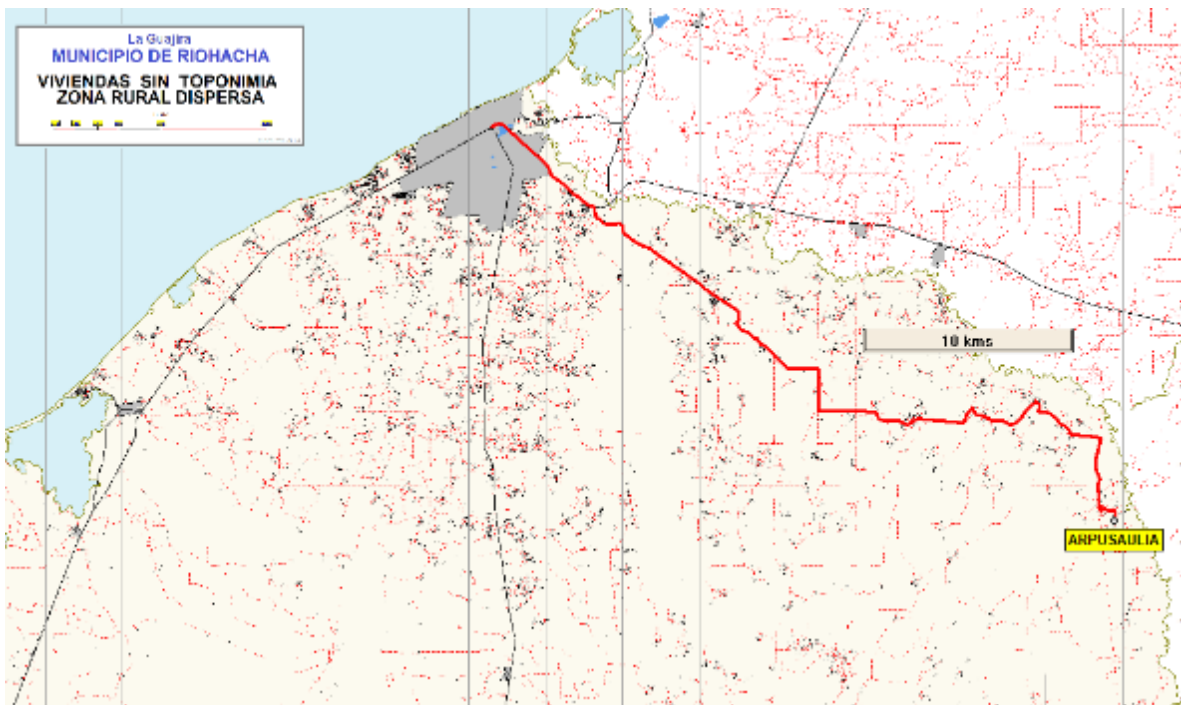 La Guajira
MUNICIPIO DE RIOHACHA
VIVIENDAS SIN TOPONIMIA
ZONA RURAL DISPERSA
10 kms
ARPUSAULIA